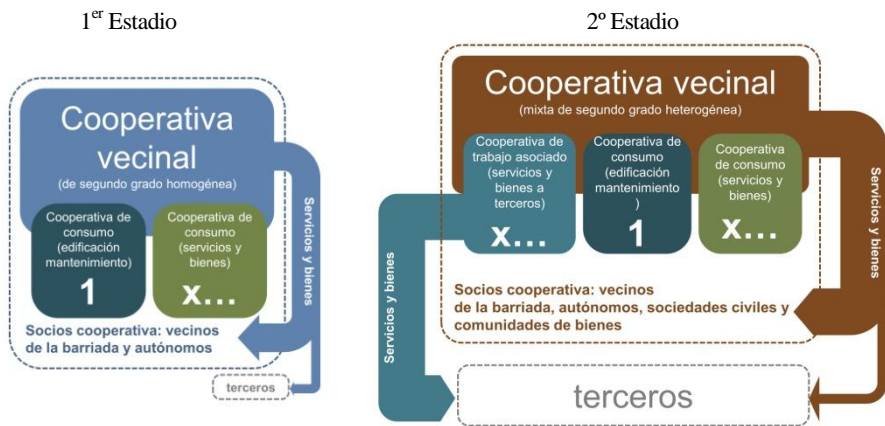 1er Estadio
Cooperativa
vecinal
(de segundo grado homogénea)
Cooperativa de
consumo
(edificación
mantenimiento)
1
Cooperativa de
consumo
(servicios y
bienes)
x...
Servicios y bienes
Socios cooperativa: vecinos
de la barriada y autónomos
terceros
2º Estadio
Cooperativa vecinal
(mixta de segundo grado heterogénea)
Cooperativa de
trabajo asociado
(servicios y
bienes a
terceros)
x...
Cooperativa de
consumo
(edificación
mantenimiento
)
1
Cooperativa
de consumo
(servicios y
bienes)
x...
Servicios y bienes
Servicios y bienes
Socios cooperativa: vecinos
de la barriada, autónomos, sociedades civiles y
comunidades de bienes
terceros